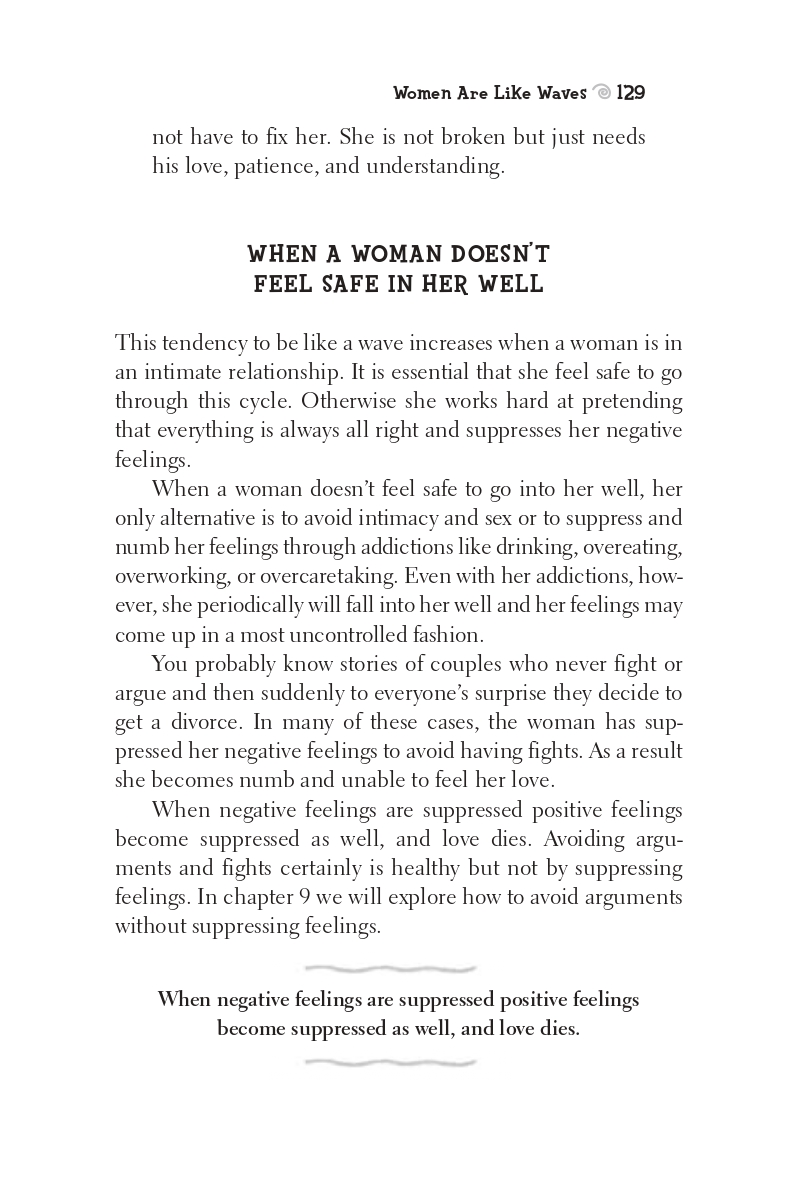 Women Are Like Waves 129
not have to fix her. She is not broken but just needs
his love, patience, and understanding.
WHEN A WOMAN DOESN'T
FEEL SAFE IN HER WELL
This tendency to be like a wave increases when a woman is in
an intimate relationship. It is essential that she feel safe to go
through this cycle. Otherwise she works hard at pretending
that everything is always all right and suppresses her negative
feelings.
When a woman doesn't feel safe to go into her well, her
only alternative is to avoid intimacy and sex or to suppress and
numb her feelings through addictions like drinking, overeating,
overworking, or overcaretaking. Even with her addictions, how-
ever, she periodically will fall into her well and her feelings may
come up in a most uncontrolled fashion.
You probably know stories of couples who never fight or
argue and then suddenly to everyone's surprise they decide to
get a divorce. In many of these cases, the woman has sup-
pressed her negative feelings to avoid having fights. As a result
she becomes numb and unable to feel her love.
When negative feelings are suppressed positive feelings
become suppressed as well, and love dies. Avoiding argu-
ments and fights certainly is healthy but not by suppressing
feelings. In chapter 9 we will explore how to avoid arguments
without suppressing feelings.
When negative feelings are suppressed positive feelings
become suppressed as well, and love dies.